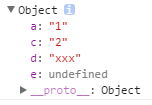 ▼ Object
a: "1"
c: "2"
d: "xxx"
e: undefined
▶ __proto__: Object